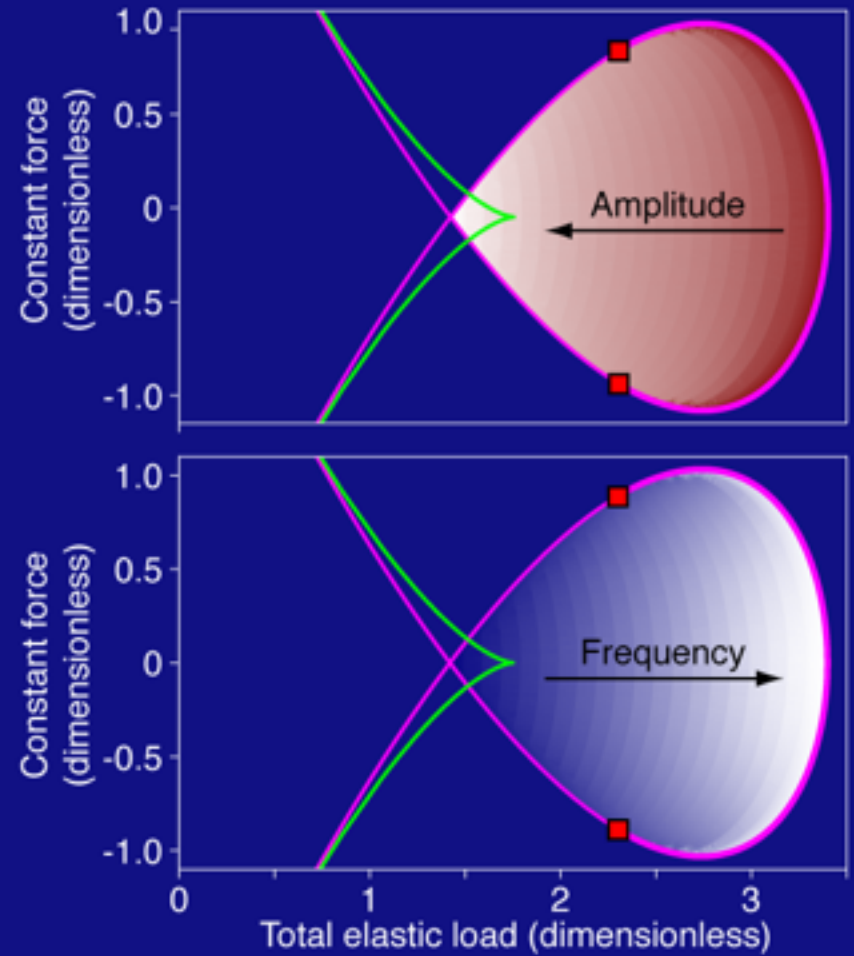 Constant force
(dimensionless)
1.0
0.5
0
-0.5
-1.0
Amplitude
Constant force
(dimensionless)
1.0
0.5
0
-0.5
-1.0
Frequency
0 1 2 3
Total elastic load (dimensionless)